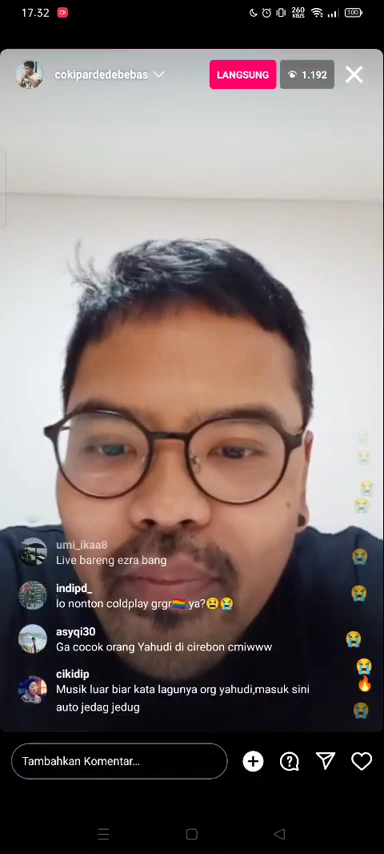 17.32
260
KB/S
100
cokipardedebebas
LANGSUNG
1.192
umi_ikaa8
Live bareng ezra bang
indipd_
lo nonton coldplay grgr🏳️‍🌈 ya?😫😭
asyqi30
Ga cocok orang Yahudi di cirebon cmiwww
cikidip
Musik luar biar kata lagunya org yahudi,masuk sini
auto jedag jedug
Tambahkan Komentar...